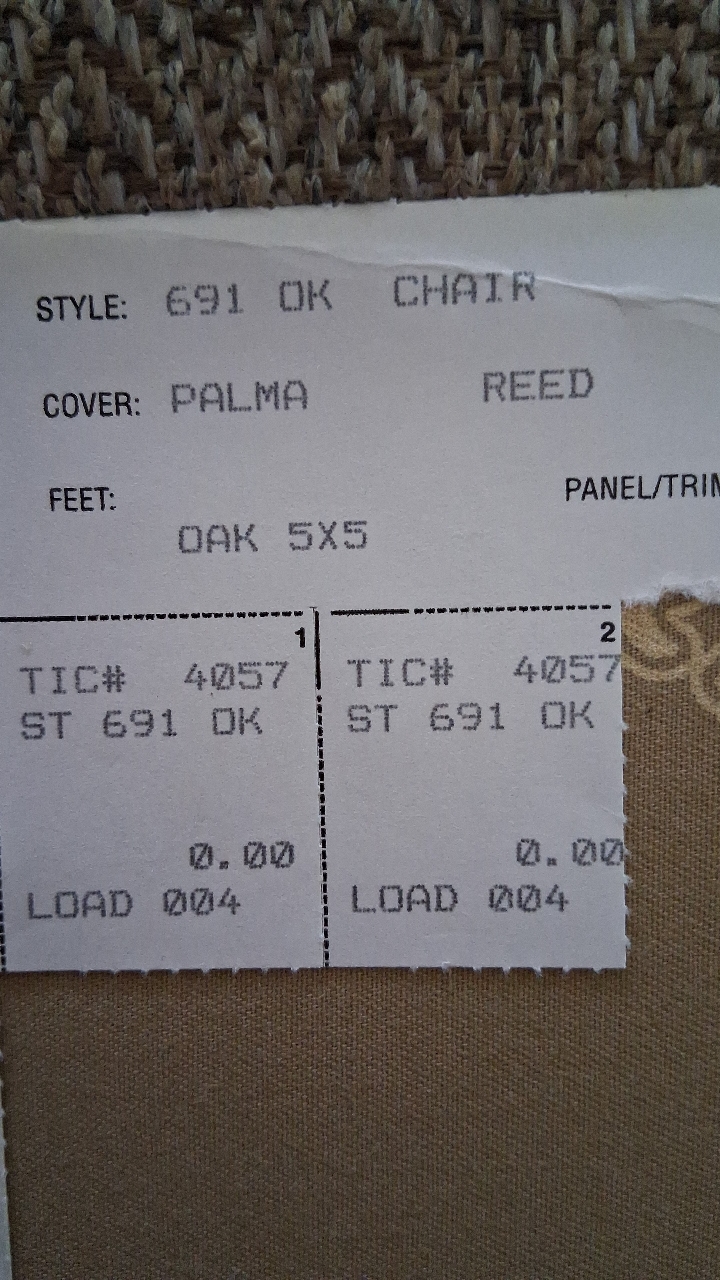 STYLE: 691 OK CHAIR
COVER: PALMA REED
FEET: PANEL/TRIM
OAK 5X5
1
TIC# 4057
ST 691 OK
0.00
LOAD 004
2
TIC# 4057
ST 691 OK
0.00
LOAD 004